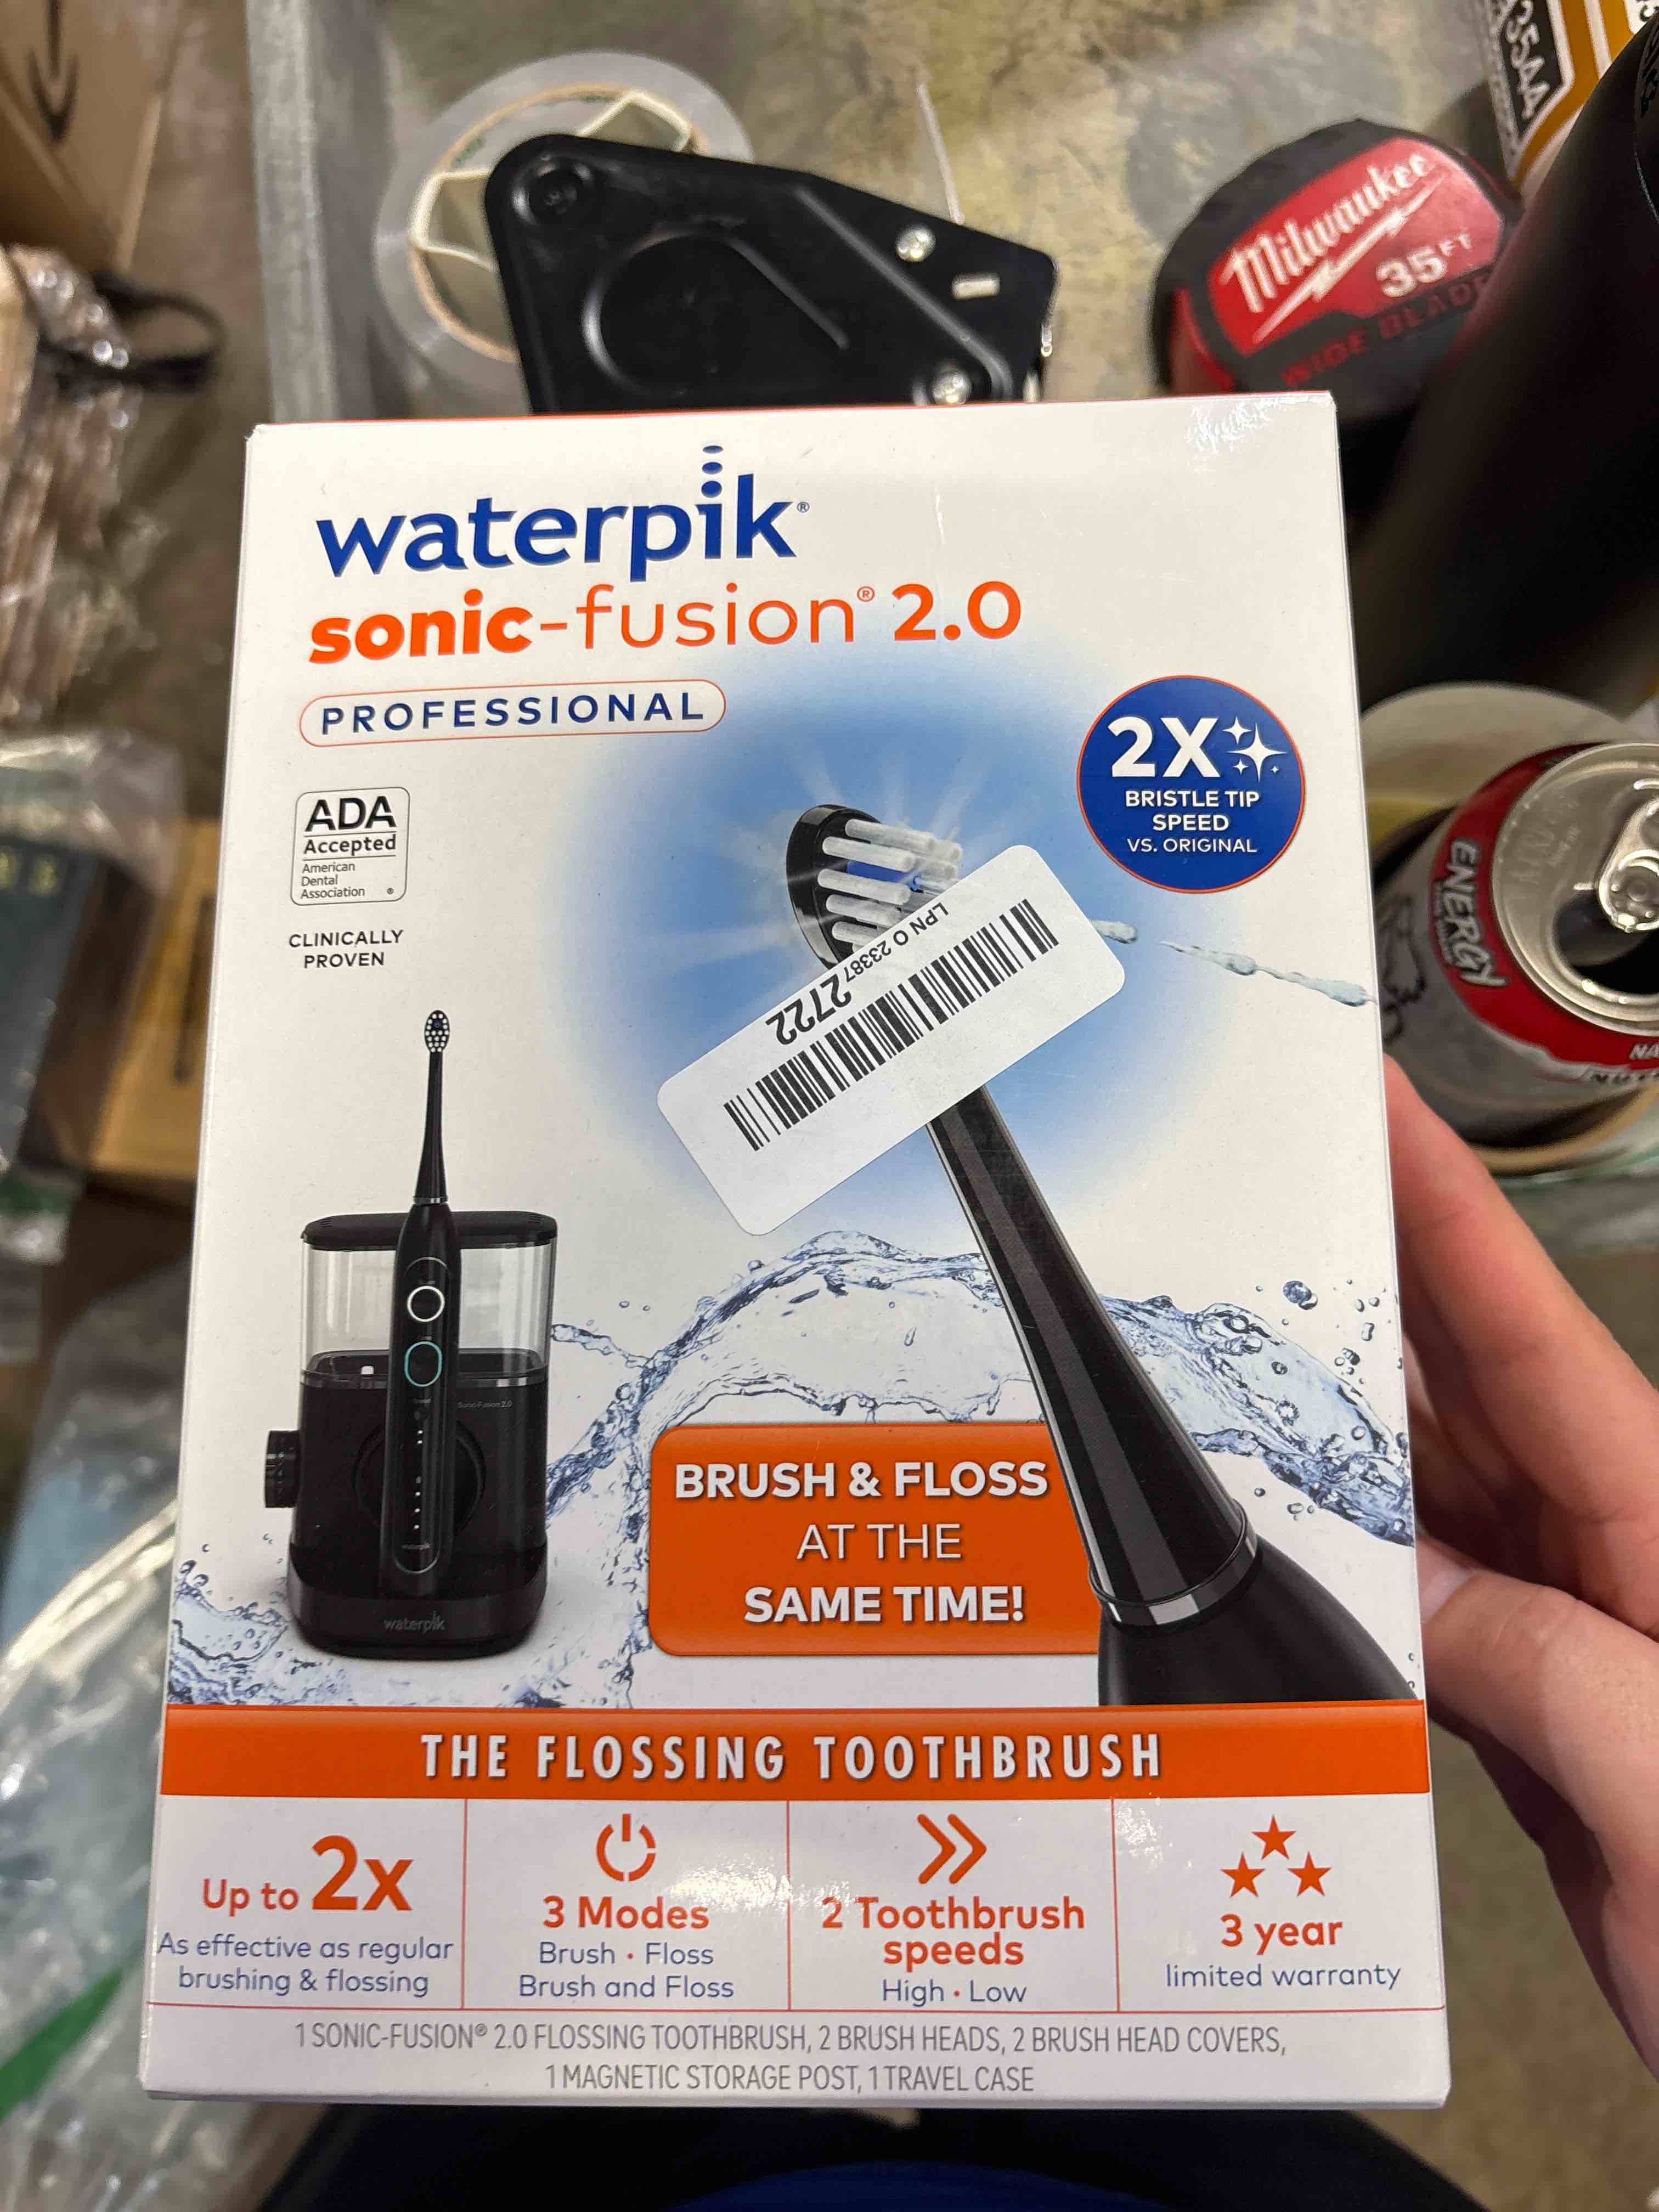 3544
Milwaukee
35FT
WIDE BLADE
waterpik®
sonic-fusion® 2.0
PROFESSIONAL
ADA
Accepted
American
Dental
Association ®
CLINICALLY
PROVEN
2X
BRISTLE TIP
SPEED
VS. ORIGINAL
LPN O 23387 2722
ENERGY
Sonic-Fusion 2.0
waterpik
waterpik
BRUSH & FLOSS
AT THE
SAME TIME!
THE FLOSSING TOOTHBRUSH
Up to 2x
As effective as regular
brushing & flossing
3 Modes
Brush • Floss
Brush and Floss
2 Toothbrush
speeds
High • Low
3 year
limited warranty
1 SONIC-FUSION® 2.0 FLOSSING TOOTHBRUSH, 2 BRUSH HEADS, 2 BRUSH HEAD COVERS,
1 MAGNETIC STORAGE POST, 1 TRAVEL CASE